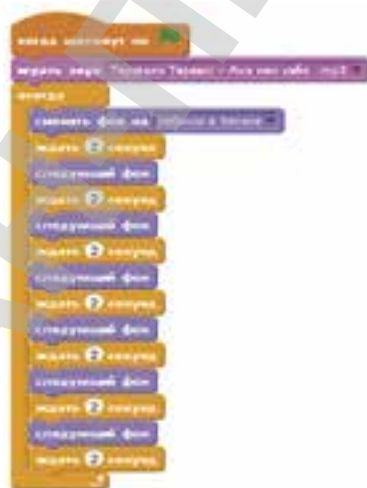 когда щелкнут по
играть звук
всегда
сменить фон на
ждать 2 секунд
следующий фон
ждать 2 секунд
следующий фон
ждать 2 секунд
следующий фон
ждать 2 секунд
следующий фон
ждать 2 секунд
следующий фон
ждать 2 секунд
следующий фон
ждать 2 секунд